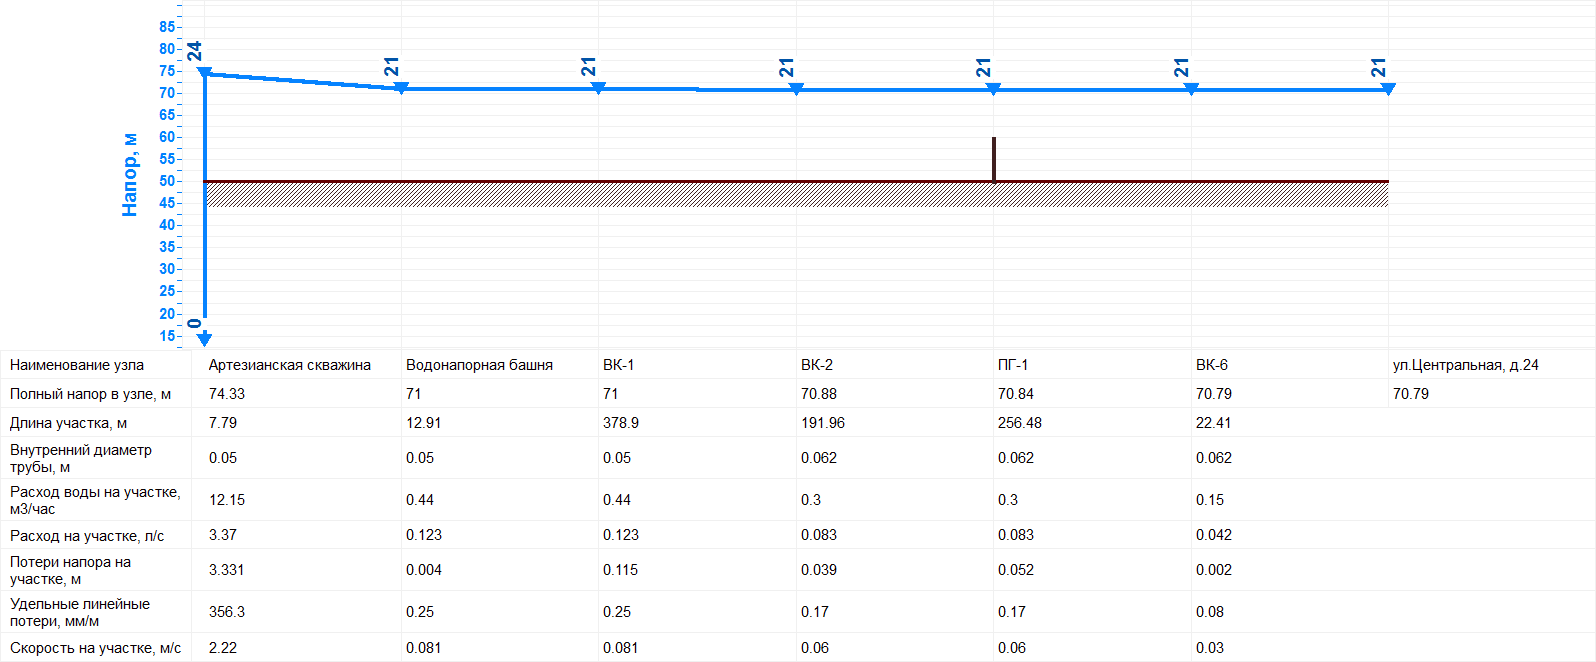 85
80
75
70
65
60
55
50
45
40
35
30
25
20
15
Напор, м
24
21
21
21
21
21
21
0
Наименование узла Артезианская скважина Водонапорная башня ВК-1 ВК-2 ПГ-1 ВК-6 ул.Центральная, д.24
Полный напор в узле, м 74.33 71 71 70.88 70.84 70.79 70.79
Длина участка, м 7.79 12.91 378.9 191.96 256.48 22.41
Внутренний диаметр
трубы, м 0.05 0.05 0.05 0.062 0.062 0.062
Расход воды на участке,
м3/час 12.15 0.44 0.44 0.3 0.3 0.15
Расход на участке, л/с 3.37 0.123 0.123 0.083 0.083 0.042
Потери напора на
участке, м 3.331 0.004 0.115 0.039 0.052 0.002
Удельные линейные
потери, мм/м 356.3 0.25 0.25 0.17 0.17 0.08
Скорость на участке, м/с 2.22 0.081 0.081 0.06 0.06 0.03